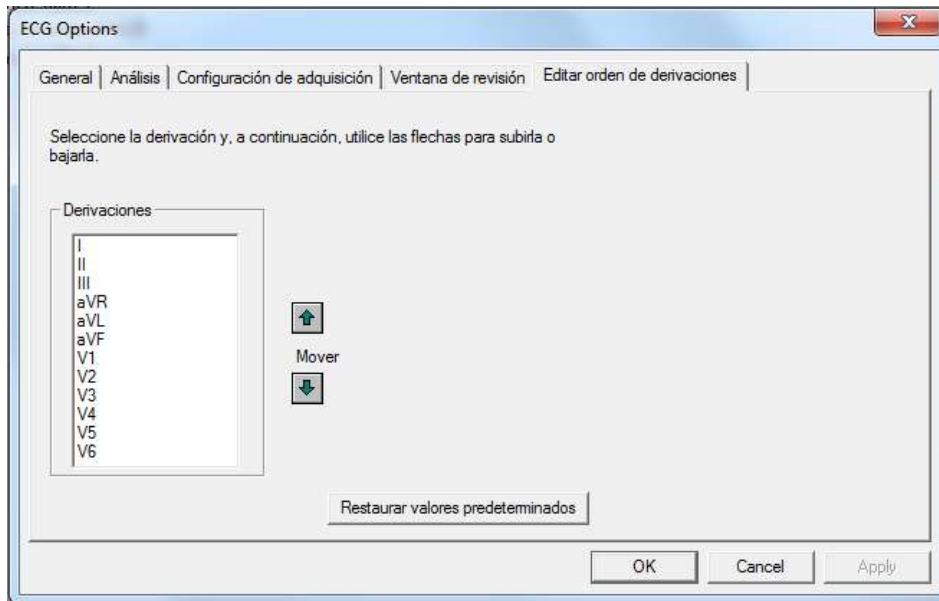 ECG Options
General
Análisis
Configuración de adquisición
Ventana de revisión
Editar orden de derivaciones
Seleccione la derivación y, a continuación, utilice las flechas para subirla o
bajarla.
Derivaciones
I
II
III
aVR
aVL
aVF
V1
V2
V3
V4
V5
V6
Mover
Restaurar valores predeterminados
OK
Cancel
Apply